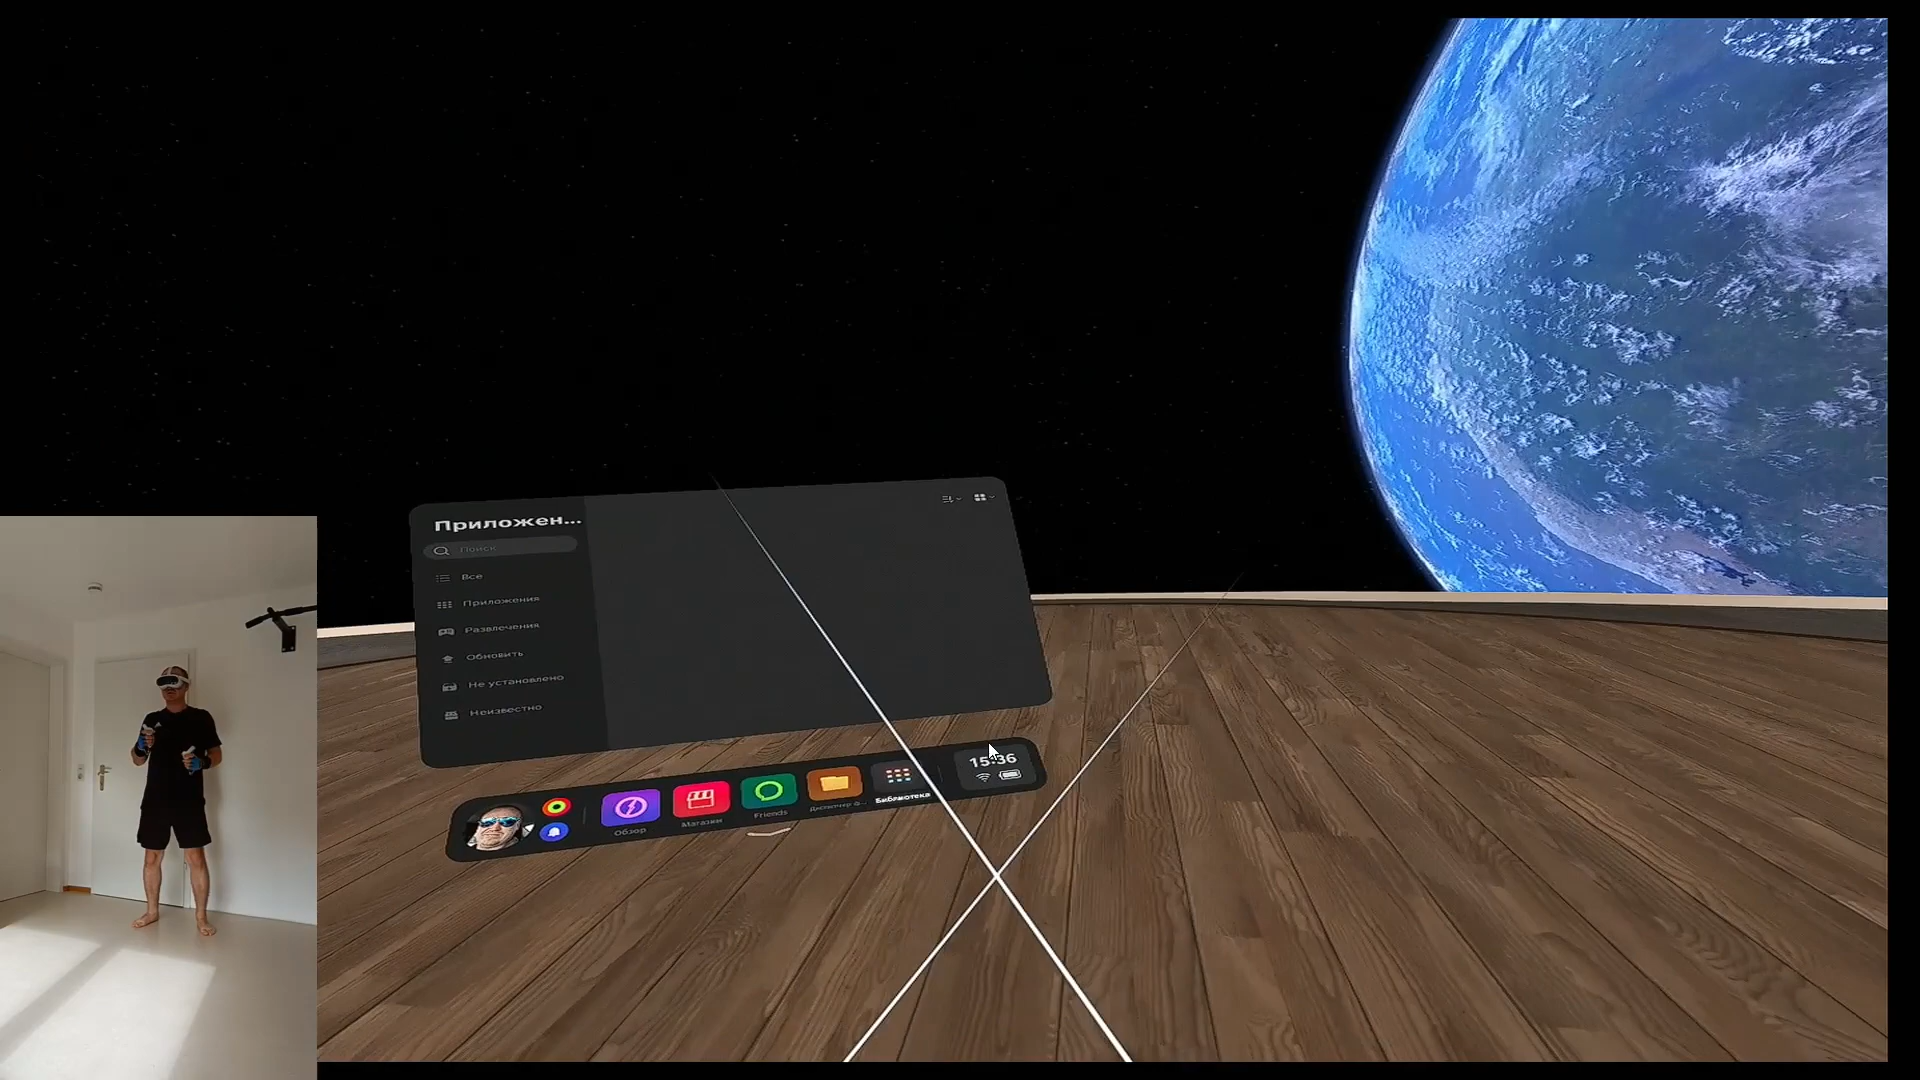 Приложен...
Поиск
Все
Приложения
Развлечения
Обновить
Не установлено
Неизвестно
15:36
Обзор
Магазин
Friends
Библиотека